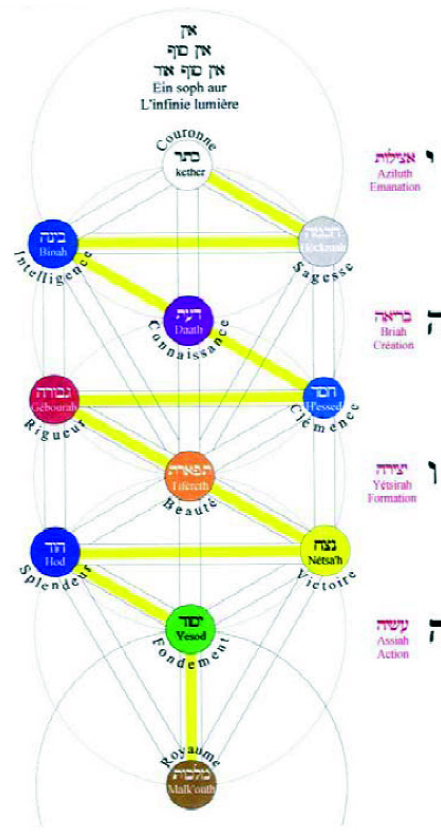 אין
אין סוף
אין סוף אור
Ein soph aur
L'infinie lumière
Couronne
כתר
kether
אצילות י
Aziluth
Emanation
בינה
Binah
Intelligence
חכמה
Sagesse
דעת
Daath
Connaissance
בריאה ה
Briah
Création
גבורה
Gébourah
Rigueur
חסד
H'essed
Clémence
תפארת
Tiféreth
Beauté
יצירה ו
Yétsirah
Formation
הוד
Hod
Splendeur
נצח
Nétsa'h
Victoire
יסוד
Yesod
Fondement
עשיה ה
Assiah
Action
Royaume
מלכות
Malk'outh